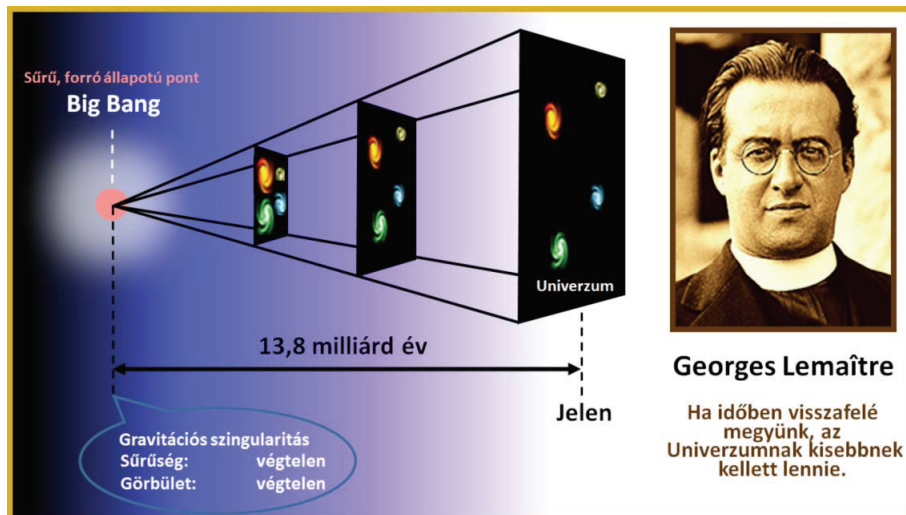 Sűrű, forró állapotú pont
Big Bang
Univerzum
13,8 milliárd év
Jelen
Gravitációs szingularitás
Sűrűség: végtelen
Görbület: végtelen
Georges Lemaître
Ha időben visszafelé
megyünk, az
Univerzumnak kisebbnek
kellett lennie.